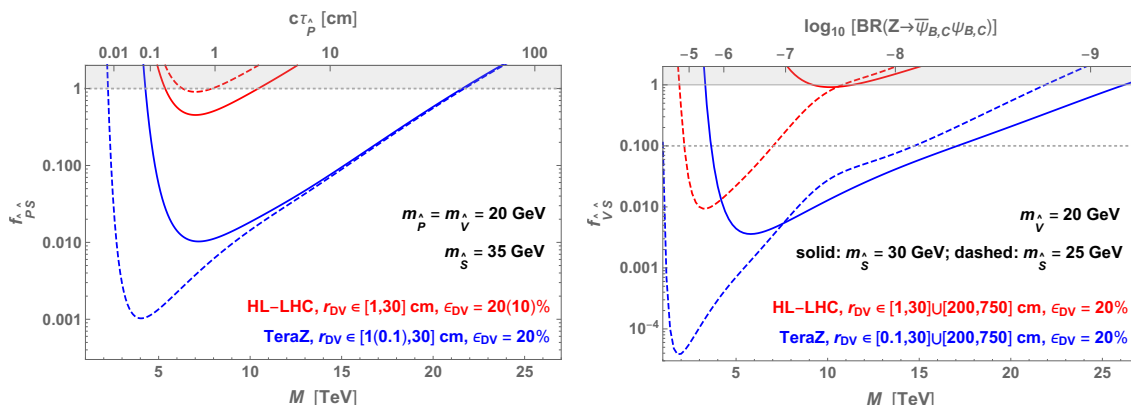 cτ_P̂ [cm]
0.01 0.1 1 10 100
1
0.100
0.010
0.001
f_P̂Ŝ
m_P̂ = m_V̂ = 20 GeV
m_Ŝ = 35 GeV
HL–LHC, r_DV ∈ [1,30] cm, ϵ_DV = 20(10)%
TeraZ, r_DV ∈ [1(0.1),30] cm, ϵ_DV = 20%
5 10 15 20 25
M [TeV]
log₁₀ [BR(Z→ψ̄_B,C ψ_B,C)]
-5 -6 -7 -8 -9
1
0.100
0.010
0.001
10⁻⁴
f_V̂Ŝ
m_V̂ = 20 GeV
solid: m_Ŝ = 30 GeV; dashed: m_Ŝ = 25 GeV
HL–LHC, r_DV ∈ [1,30]∪[200,750] cm, ϵ_DV = 20%
TeraZ, r_DV ∈ [0.1,30]∪[200,750] cm, ϵ_DV = 20%
5 10 15 20 25
M [TeV]